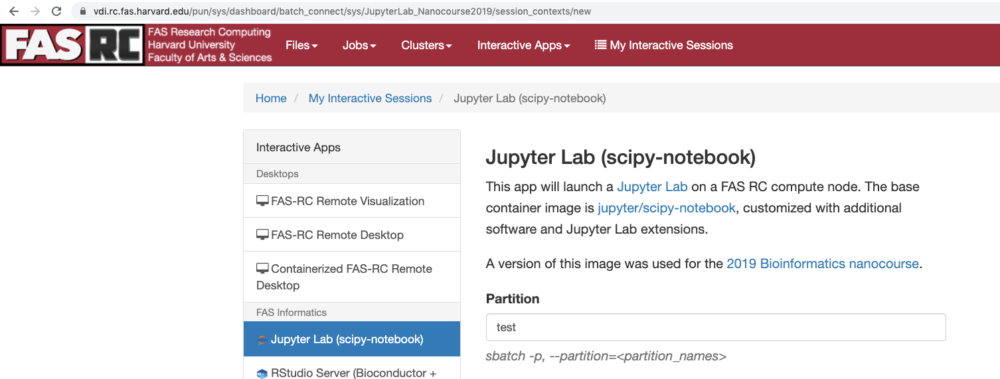 vdi.rc.fas.harvard.edu/pun/sys/dashboard/batch_connect/sys/JupyterLab_Nanocourse2019/session_contexts/new
FAS RC
FAS Research Computing
Harvard University
Faculty of Arts & Sciences
Files
Jobs
Clusters
Interactive Apps
My Interactive Sessions
Home / My Interactive Sessions / Jupyter Lab (scipy-notebook)
Interactive Apps
Desktops
FAS-RC Remote Visualization
FAS-RC Remote Desktop
Containerized FAS-RC Remote
Desktop
FAS Informatics
Jupyter Lab (scipy-notebook)
RStudio Server (Bioconductor +
Jupyter Lab (scipy-notebook)
This app will launch a Jupyter Lab on a FAS RC compute node. The base
container image is jupyter/scipy-notebook, customized with additional
software and Jupyter Lab extensions.
A version of this image was used for the 2019 Bioinformatics nanocourse.
Partition
test
sbatch -p, --partition=<partition_names>